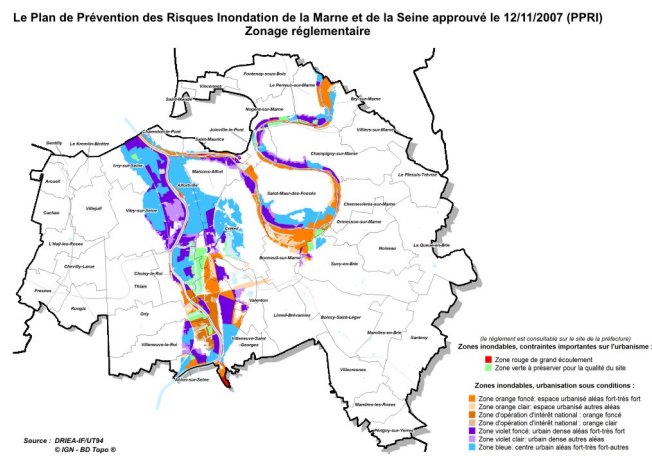 Le Plan de Prévention des Risques Inondation de la Marne et de la Seine approuvé le 12/11/2007 (PPRI)
Zonage réglementaire
Fontenay-sous-Bois
Vincennes
Le Perreux-sur-Marne
Saint-Mandé
Bry-sur-Marne
Nogent-sur-Marne
Charenton-le-Pont
Joinville-le-Pont
Villiers-sur-Marne
Saint-Maurice
Gentilly
Le Kremlin-Bicêtre
Champigny-sur-Marne
Ivry-sur-Seine
Maisons-Alfort
Le Plessis-Trévise
Arcueil
Alfortville
Saint-Maur-des-Fossés
Villejuif
Vitry-sur-Seine
Chennevières-sur-Marne
Cachan
Ormesson-sur-Marne
Créteil
L'Haÿ-les-Roses
La Queue-en-Brie
Noiseau
Bonneuil-sur-Marne
Chevilly-Larue
Sucy-en-Brie
Choisy-le-Roi
Thiais
Fresnes
Valenton
Rungis
Orly
Limeil-Brévannes
Boissy-Saint-Léger
Marolles-en-Brie
Villeneuve-le-Roi
Villeneuve-Saint
-Georges
Santeny
Villecresnes
Ablon-sur-Seine
Mandres-les-Roses
Périgny-sur-Yerres
(le règlement est consultable sur le site de la préfecture)
Zones inondables, contraintes importantes sur l'urbanisme :
Zone rouge de grand écoulement
Zone verte à préserver pour la qualité du site
Zones inondables, urbanisation sous conditions :
Zone orange foncé: espace urbanisé aléas fort-très fort
Zone orange clair: espace urbanisé autres aléas
Zone d'opération d'intérêt national : orange foncé
Zone d'opération d'intérêt national : orange clair
Zone violet foncé: urbain dense aléas fort-très fort
Zone violet clair: urbain dense autres aléas
Zone bleue: centre urbain aléas fort-très fort-autres
Source : DRIEA-IF/UT94
© IGN - BD Topo ®